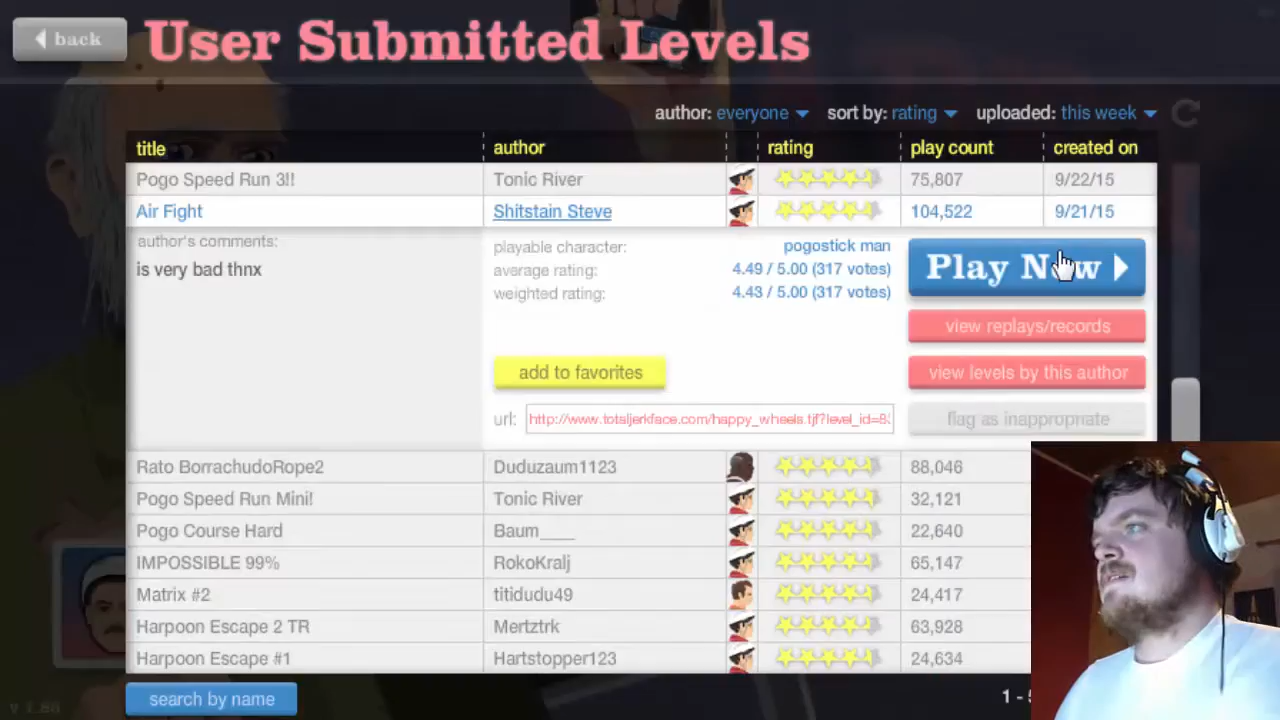 back
User Submitted Levels
author: everyone sort by: rating uploaded: this week
title author rating play count created on
Pogo Speed Run 3!! Tonic River 75,807 9/22/15
Air Fight Shitstain Steve 104,522 9/21/15
author's comments:
is very bad thnx
playable character: pogostick man
average rating: 4.49 / 5.00 (317 votes)
weighted rating: 4.43 / 5.00 (317 votes)
Play Now
view replays/records
add to favorites
view levels by this author
url: http://www.totaljerkface.com/happy_wheels.tjf?level_id=8
flag as inappropriate
Rato BorrachudoRope2 Duduzaum1123 88,046
Pogo Speed Run Mini! Tonic River 32,121
Pogo Course Hard Baum____ 22,640
IMPOSSIBLE 99% RokoKralj 65,147
Matrix #2 titidudu49 24,417
Harpoon Escape 2 TR Mertztrk 63,928
Harpoon Escape #1 Hartstopper123 24,634
search by name
1 -